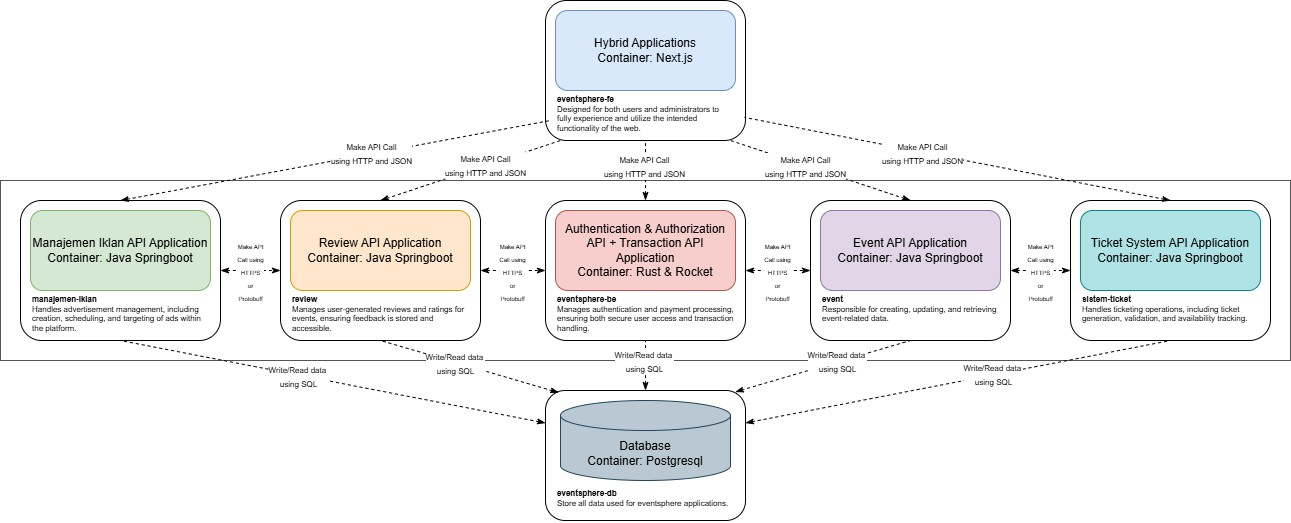 Hybrid Applications
Container: Next.js
eventsphere-fe
Designed for both users and administrators to
fully experience and utilize the intended
functionality of the web.
Make API Call
using HTTP and JSON
Make API Call
using HTTP and JSON
Make API Call
using HTTP and JSON
Make API Call
using HTTP and JSON
Make API Call
using HTTP and JSON
Manajemen Iklan API Application
Container: Java Springboot
manajemen-iklan
Handles advertisement management, including
creation, scheduling, and targeting of ads within
the platform.
Make API
Call using
HTTPS
or
Protobuff
Review API Application
Container: Java Springboot
review
Manages user-generated reviews and ratings for
events, ensuring feedback is stored and
accessible.
Make API
Call using
HTTPS
or
Protobuff
Authentication & Authorization
API + Transaction API
Application
Container: Rust & Rocket
eventsphere-be
Manages authentication and payment processing,
ensuring both secure user access and transaction
handling.
Make API
Call using
HTTPS
or
Protobuff
Event API Application
Container: Java Springboot
event
Responsible for creating, updating, and retrieving
event-related data.
Make API
Call using
HTTPS
or
Protobuff
Ticket System API Application
Container: Java Springboot
sistem-ticket
Handles ticketing operations, including ticket
generation, validation, and availability tracking.
Write/Read data
using SQL
Write/Read data
using SQL
Write/Read data
using SQL
Write/Read data
using SQL
Write/Read data
using SQL
Database
Container: Postgresql
eventsphere-db
Store all data used for eventsphere applications.